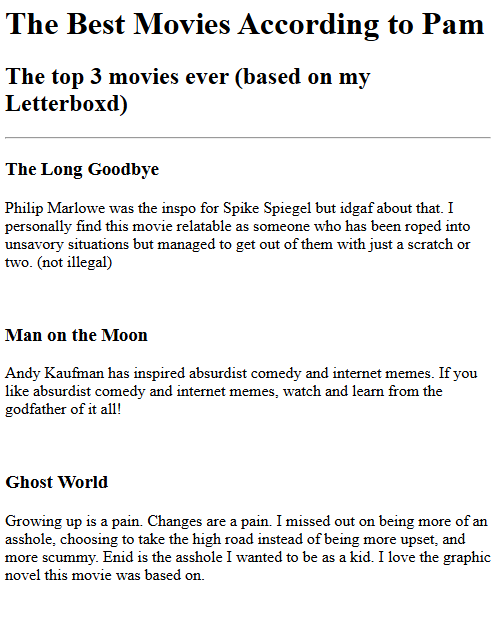 The Best Movies According to Pam
The top 3 movies ever (based on my
Letterboxd)
The Long Goodbye
Philip Marlowe was the inspo for Spike Spiegel but idgaf about that. I
personally find this movie relatable as someone who has been roped into
unsavory situations but managed to get out of them with just a scratch or
two. (not illegal)
Man on the Moon
Andy Kaufman has inspired absurdist comedy and internet memes. If you
like absurdist comedy and internet memes, watch and learn from the
godfather of it all!
Ghost World
Growing up is a pain. Changes are a pain. I missed out on being more of an
asshole, choosing to take the high road instead of being more upset, and
more scummy. Enid is the asshole I wanted to be as a kid. I love the graphic
novel this movie was based on.